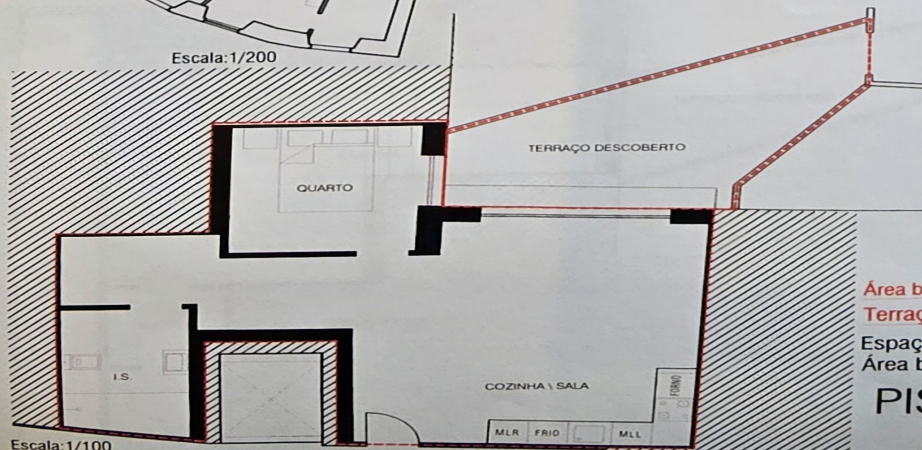 Escala:1/200
TERRAÇO DESCOBERTO
QUARTO
Área b
Terraç
Espaç
Área b
PIS
COZINHA \ SALA
FORNO
I.S.
MLR FRIO MLL
Escala:1/100